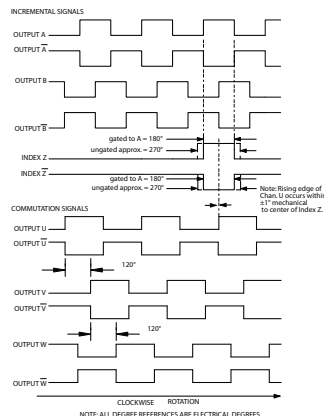 INCREMENTAL SIGNALS
OUTPUT A
OUTPUT A̅
OUTPUT B
OUTPUT B̅
gated to A = 180°
ungated approx. = 270°
INDEX Z
INDEX Z̅
gated to A = 180°
ungated approx. = 270°
Note: Rising edge of
Chan. U occurs within
±1° mechanical
to center of Index Z.
COMMUTATION SIGNALS
OUTPUT U
OUTPUT U̅
120°
OUTPUT V
OUTPUT V̅
120°
OUTPUT W
OUTPUT W̅
CLOCKWISE ROTATION
NOTE: ALL DEGREE REFERENCES ARE ELECTRICAL DEGREES